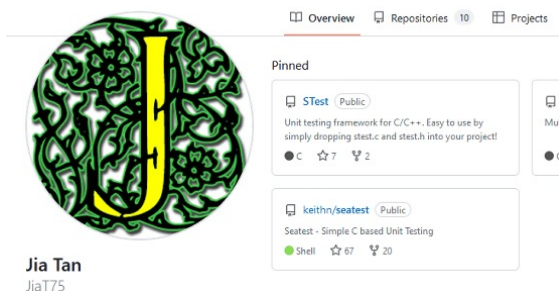 Overview Repositories 10 Projects
Pinned
STest Public
Unit testing framework for C/C++. Easy to use by
simply dropping stest.c and stest.h into your project!
C 7 2
keithn/seatest Public
Seatest - Simple C based Unit Testing
Shell 67 20
J
Jia Tan
JiaT75